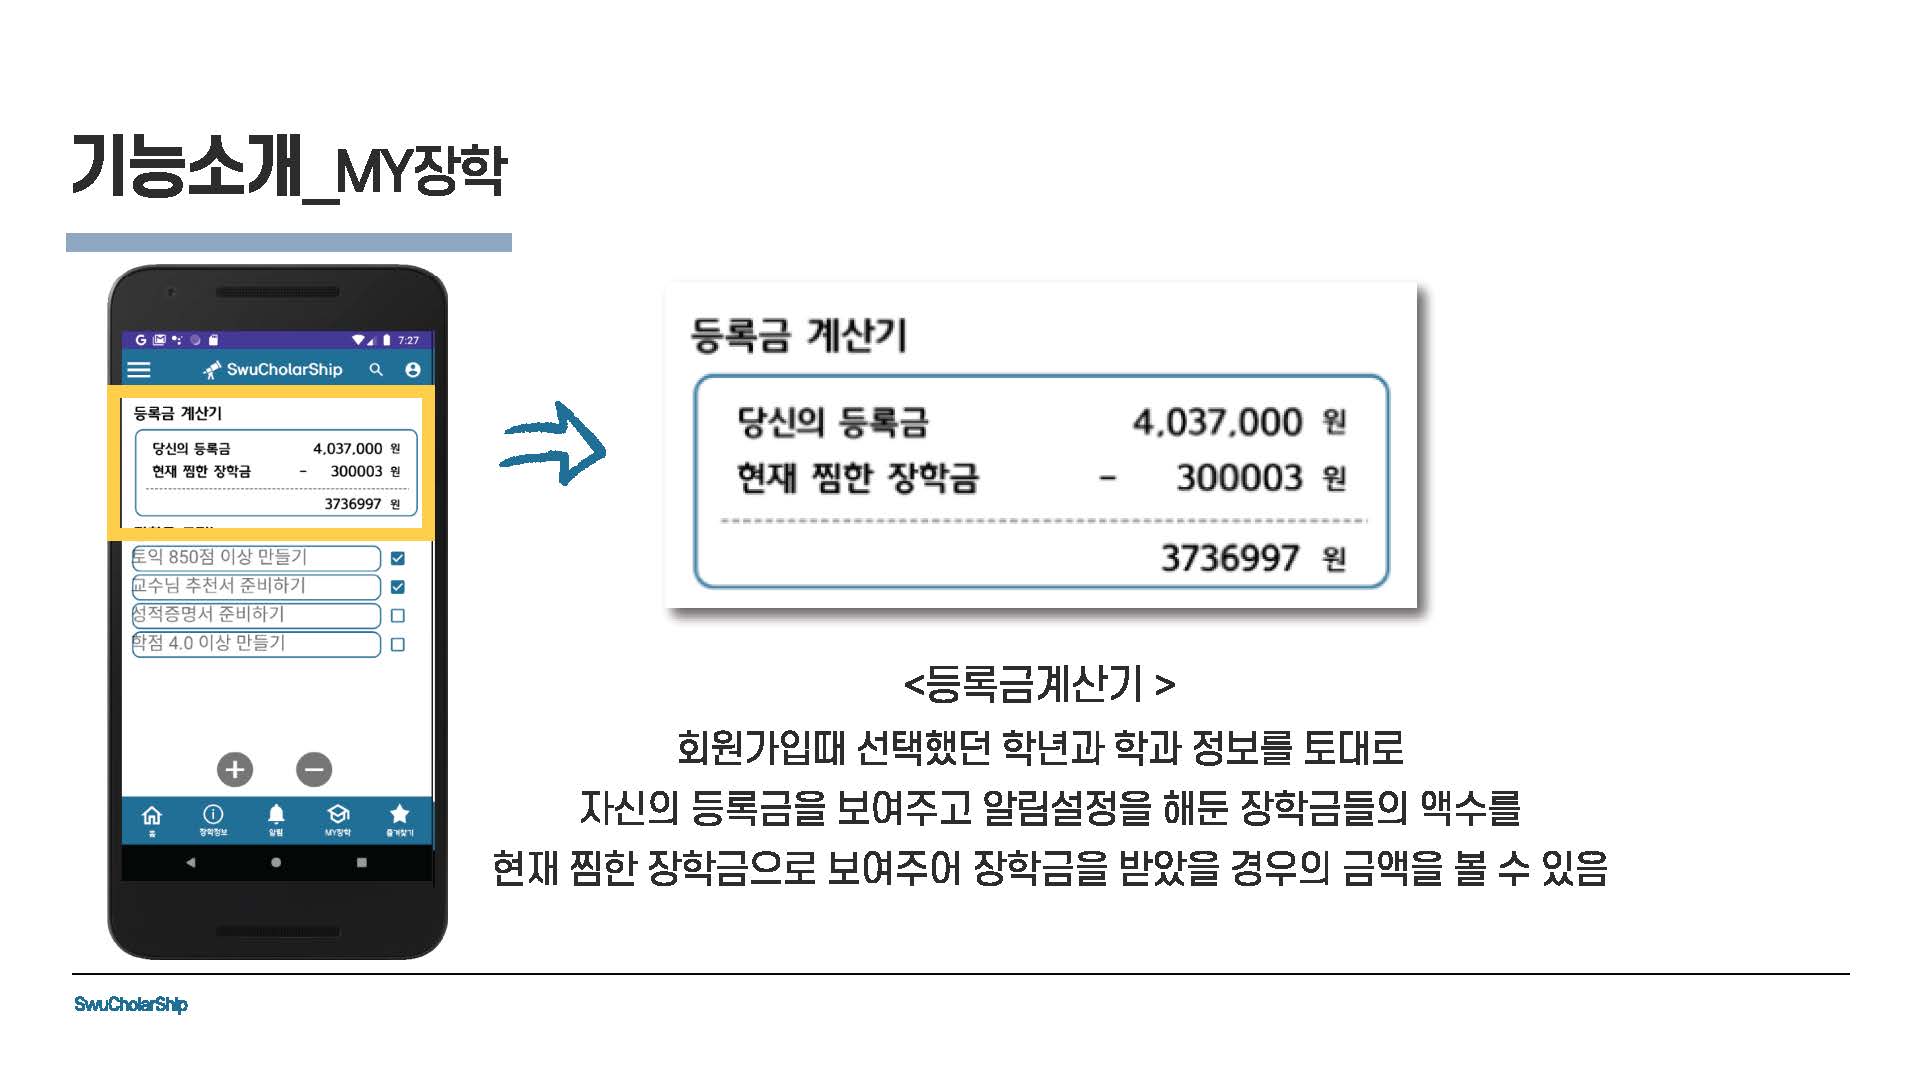 기능소개_MY장학
7:27
SwuCholarShip
등록금 계산기
당신의 등록금 4,037,000 원
현재 찜한 장학금 - 300003 원
3736997 원
토익 850점 이상 만들기
교수님 추천서 준비하기
성적증명서 준비하기
학점 4.0 이상 만들기
홈 장학정보 알림 MY장학 즐겨찾기
등록금 계산기
당신의 등록금 4,037,000 원
현재 찜한 장학금 - 300003 원
3736997 원
<등록금계산기 >
회원가입때 선택했던 학년과 학과 정보를 토대로
자신의 등록금을 보여주고 알림설정을 해둔 장학금들의 액수를
현재 찜한 장학금으로 보여주어 장학금을 받았을 경우의 금액을 볼 수 있음
SwuCholarShip